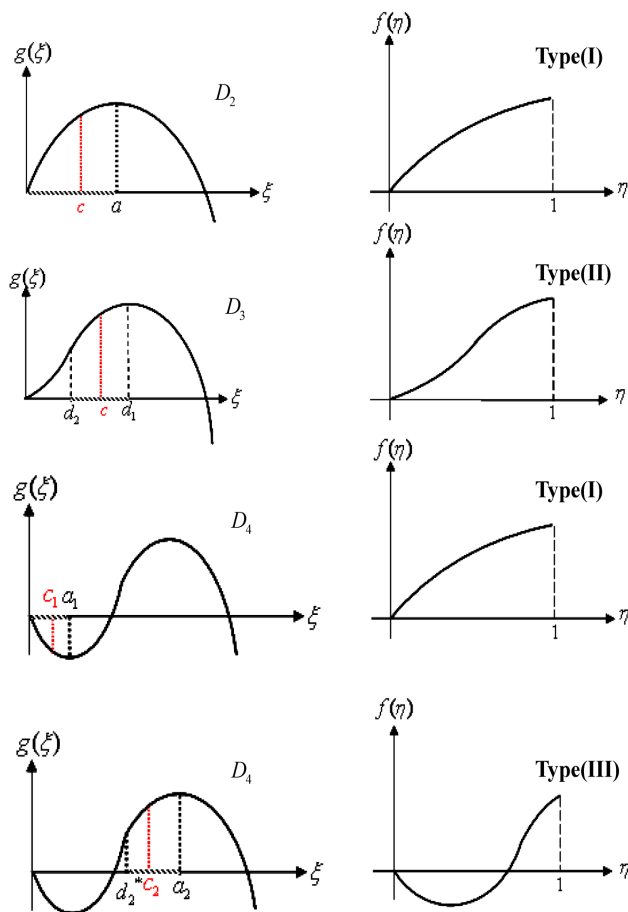 g(ξ)
D₂
c
a
ξ
f(η)
Type(I)
1
η
g(ξ)
D₃
d₂
c
d₁
ξ
f(η)
Type(II)
1
η
g(ξ)
D₄
c₁
a₁
ξ
f(η)
Type(I)
1
η
g(ξ)
D₄
d₂*
c₂
a₂
ξ
f(η)
Type(III)
1
η